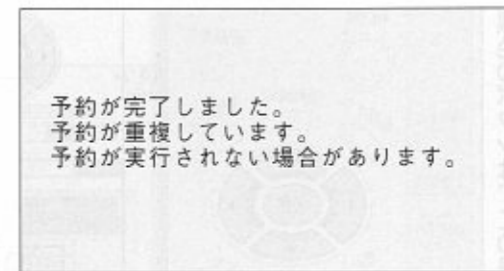 予約が完了しました。
予約が重複しています。
予約が実行されない場合があります。